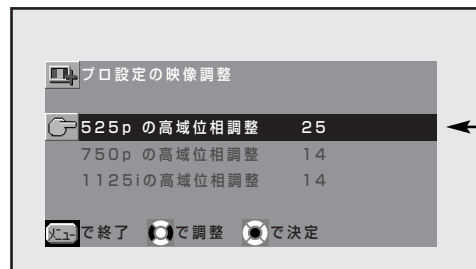 プロ設定の映像調整
525p の高域位相調整 25
750p の高域位相調整 14
1125iの高域位相調整 14
メニューで終了 で調整 で決定